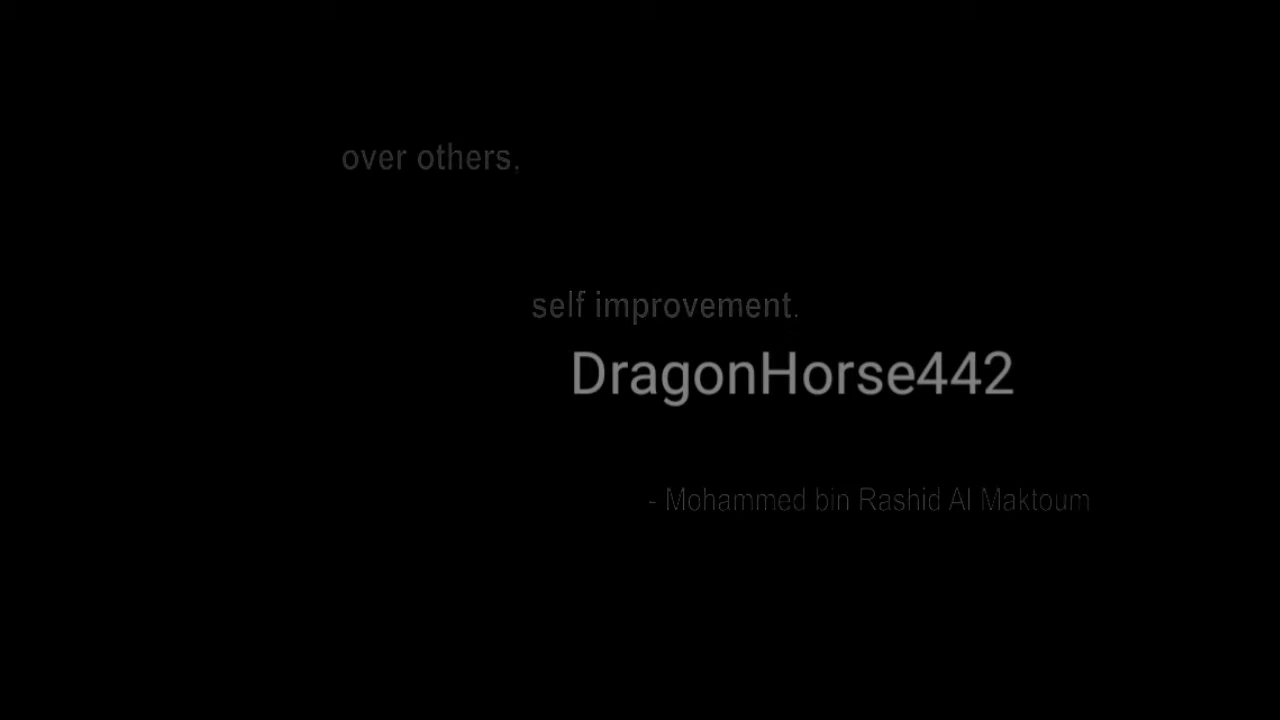 over others.
self improvement.
DragonHorse442
- Mohammed bin Rashid Al Maktoum